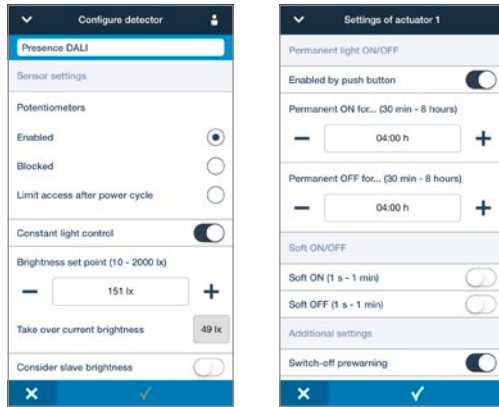 Configure detector
Presence DALI
Sensor settings
Potentiometers
Enabled
Blocked
Limit access after power cycle
Constant light control
Brightness set point (10 - 2000 lx)
151 lx
Take over current brightness
49 lx
Consider slave brightness
Settings of actuator 1
Permanent light ON/OFF
Enabled by push button
Permanent ON for... (30 min - 8 hours)
04:00 h
Permanent OFF for... (30 min - 8 hours)
04:00 h
Soft ON/OFF
Soft ON (1 s - 1 min)
Soft OFF (1 s - 1 min)
Additional settings
Switch-off prewarning